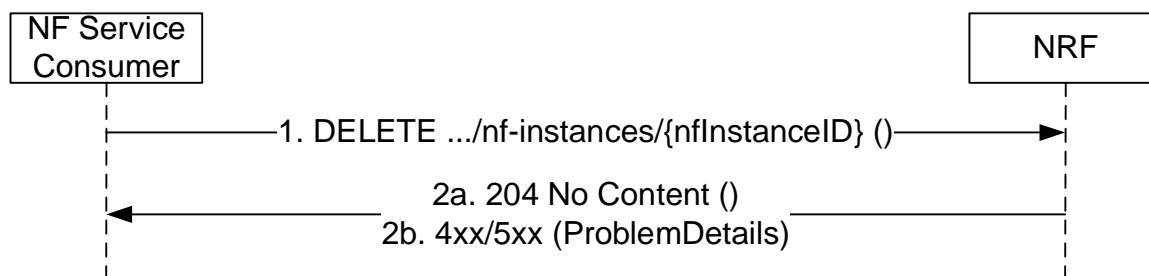 NF Service
Consumer
NRF
1. DELETE .../nf-instances/{nfInstanceID} ()
2a. 204 No Content ()
2b. 4xx/5xx (ProblemDetails)